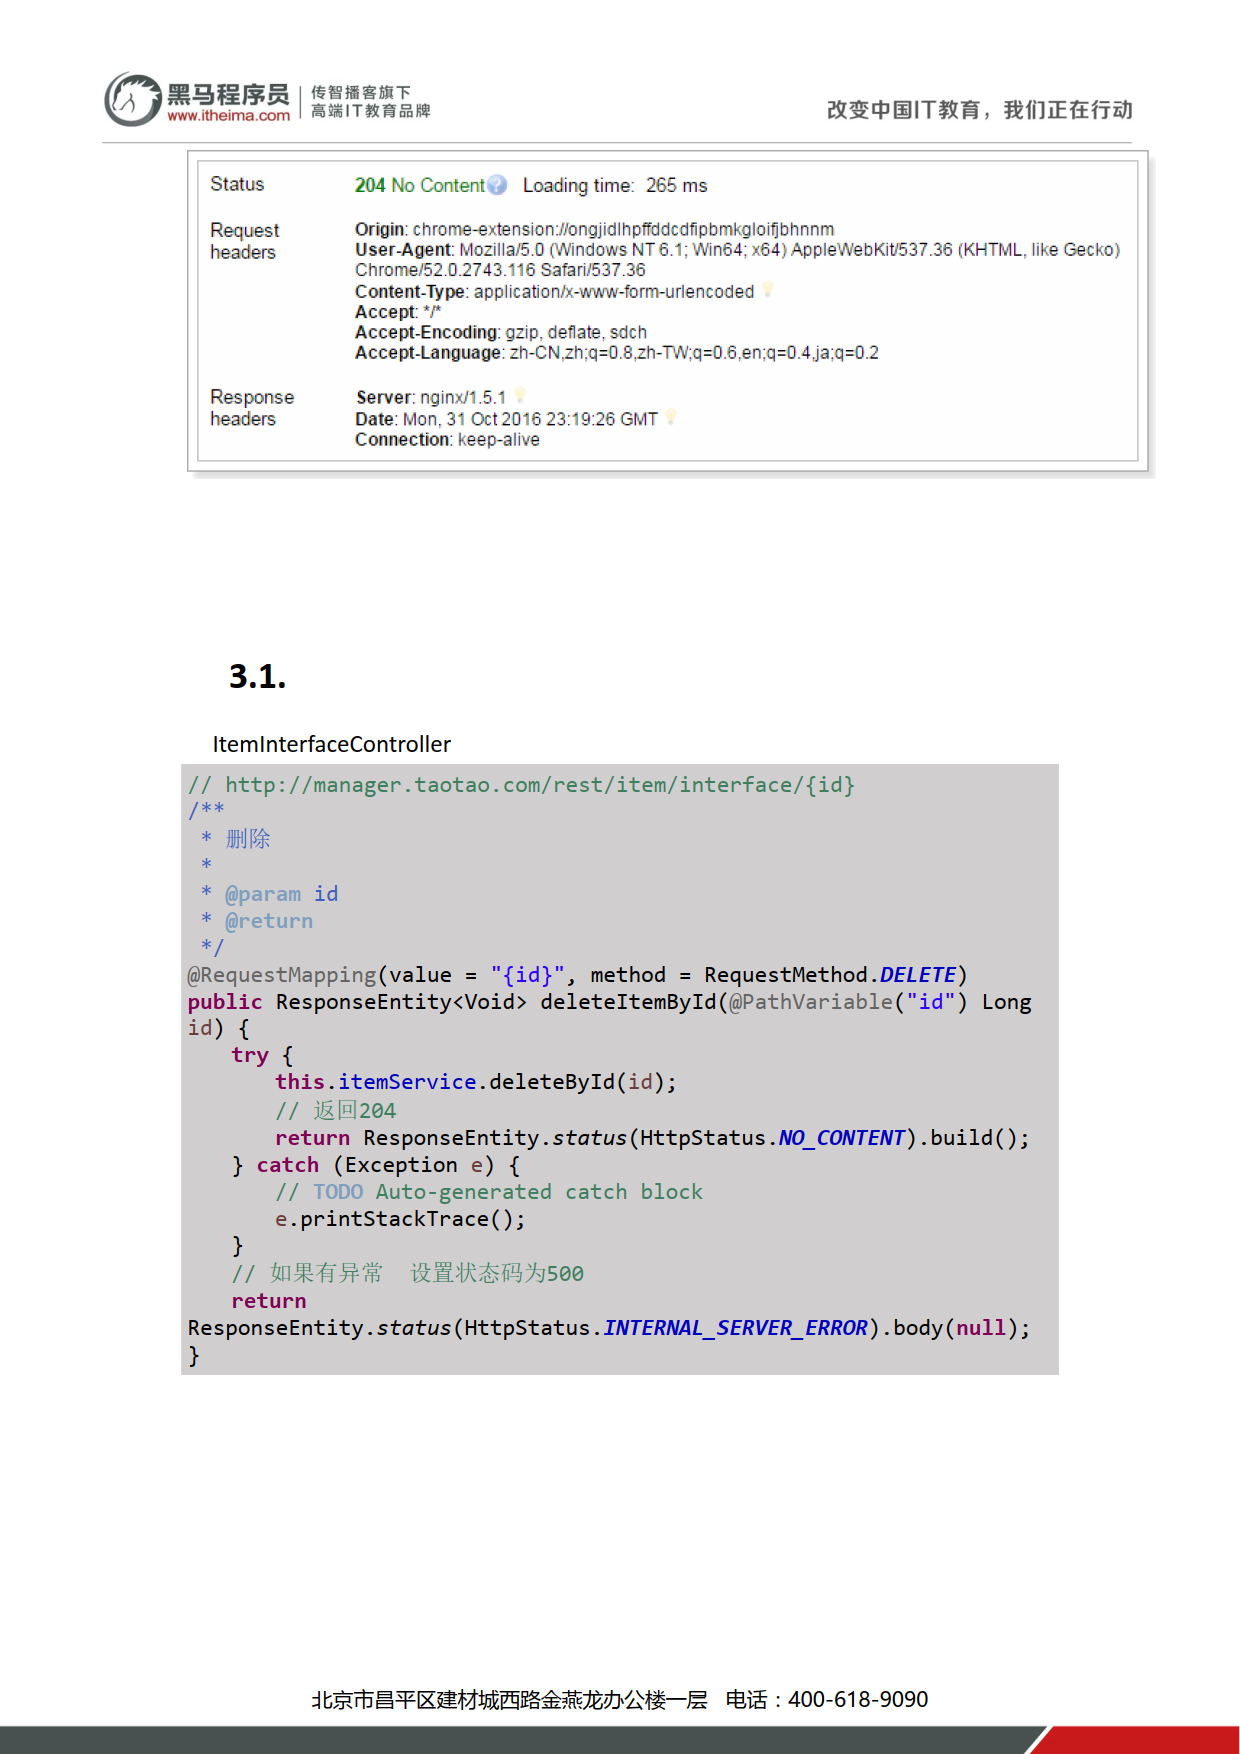 黑马程序员
www.itheima.com
传智播客旗下
高端IT教育品牌
改变中国IT教育，我们正在行动
Status 204 No Content ? Loading time: 265 ms
Request headers
Origin: chrome-extension://ongjidlhpffddcdfipbmkgloifjbhnnm
User-Agent: Mozilla/5.0 (Windows NT 6.1; Win64; x64) AppleWebKit/537.36 (KHTML, like Gecko)
Chrome/52.0.2743.116 Safari/537.36
Content-Type: application/x-www-form-urlencoded
Accept: */*
Accept-Encoding: gzip, deflate, sdch
Accept-Language: zh-CN,zh;q=0.8,zh-TW;q=0.6,en;q=0.4,ja;q=0.2
Response headers
Server: nginx/1.5.1
Date: Mon, 31 Oct 2016 23:19:26 GMT
Connection: keep-alive
3.1.
ItemInterfaceController
// http://manager.taotao.com/rest/item/interface/{id}
/**
 * 删除
 *
 * @param id
 * @return
 */
@RequestMapping(value = "{id}", method = RequestMethod.DELETE)
public ResponseEntity<Void> deleteItemById(@PathVariable("id") Long
id) {
try {
this.itemService.deleteById(id);
// 返回204
return ResponseEntity.status(HttpStatus.NO_CONTENT).build();
} catch (Exception e) {
// TODO Auto-generated catch block
e.printStackTrace();
}
// 如果有异常 设置状态码为500
return
ResponseEntity.status(HttpStatus.INTERNAL_SERVER_ERROR).body(null);
}
北京市昌平区建材城西路金燕龙办公楼一层 电话：400-618-9090